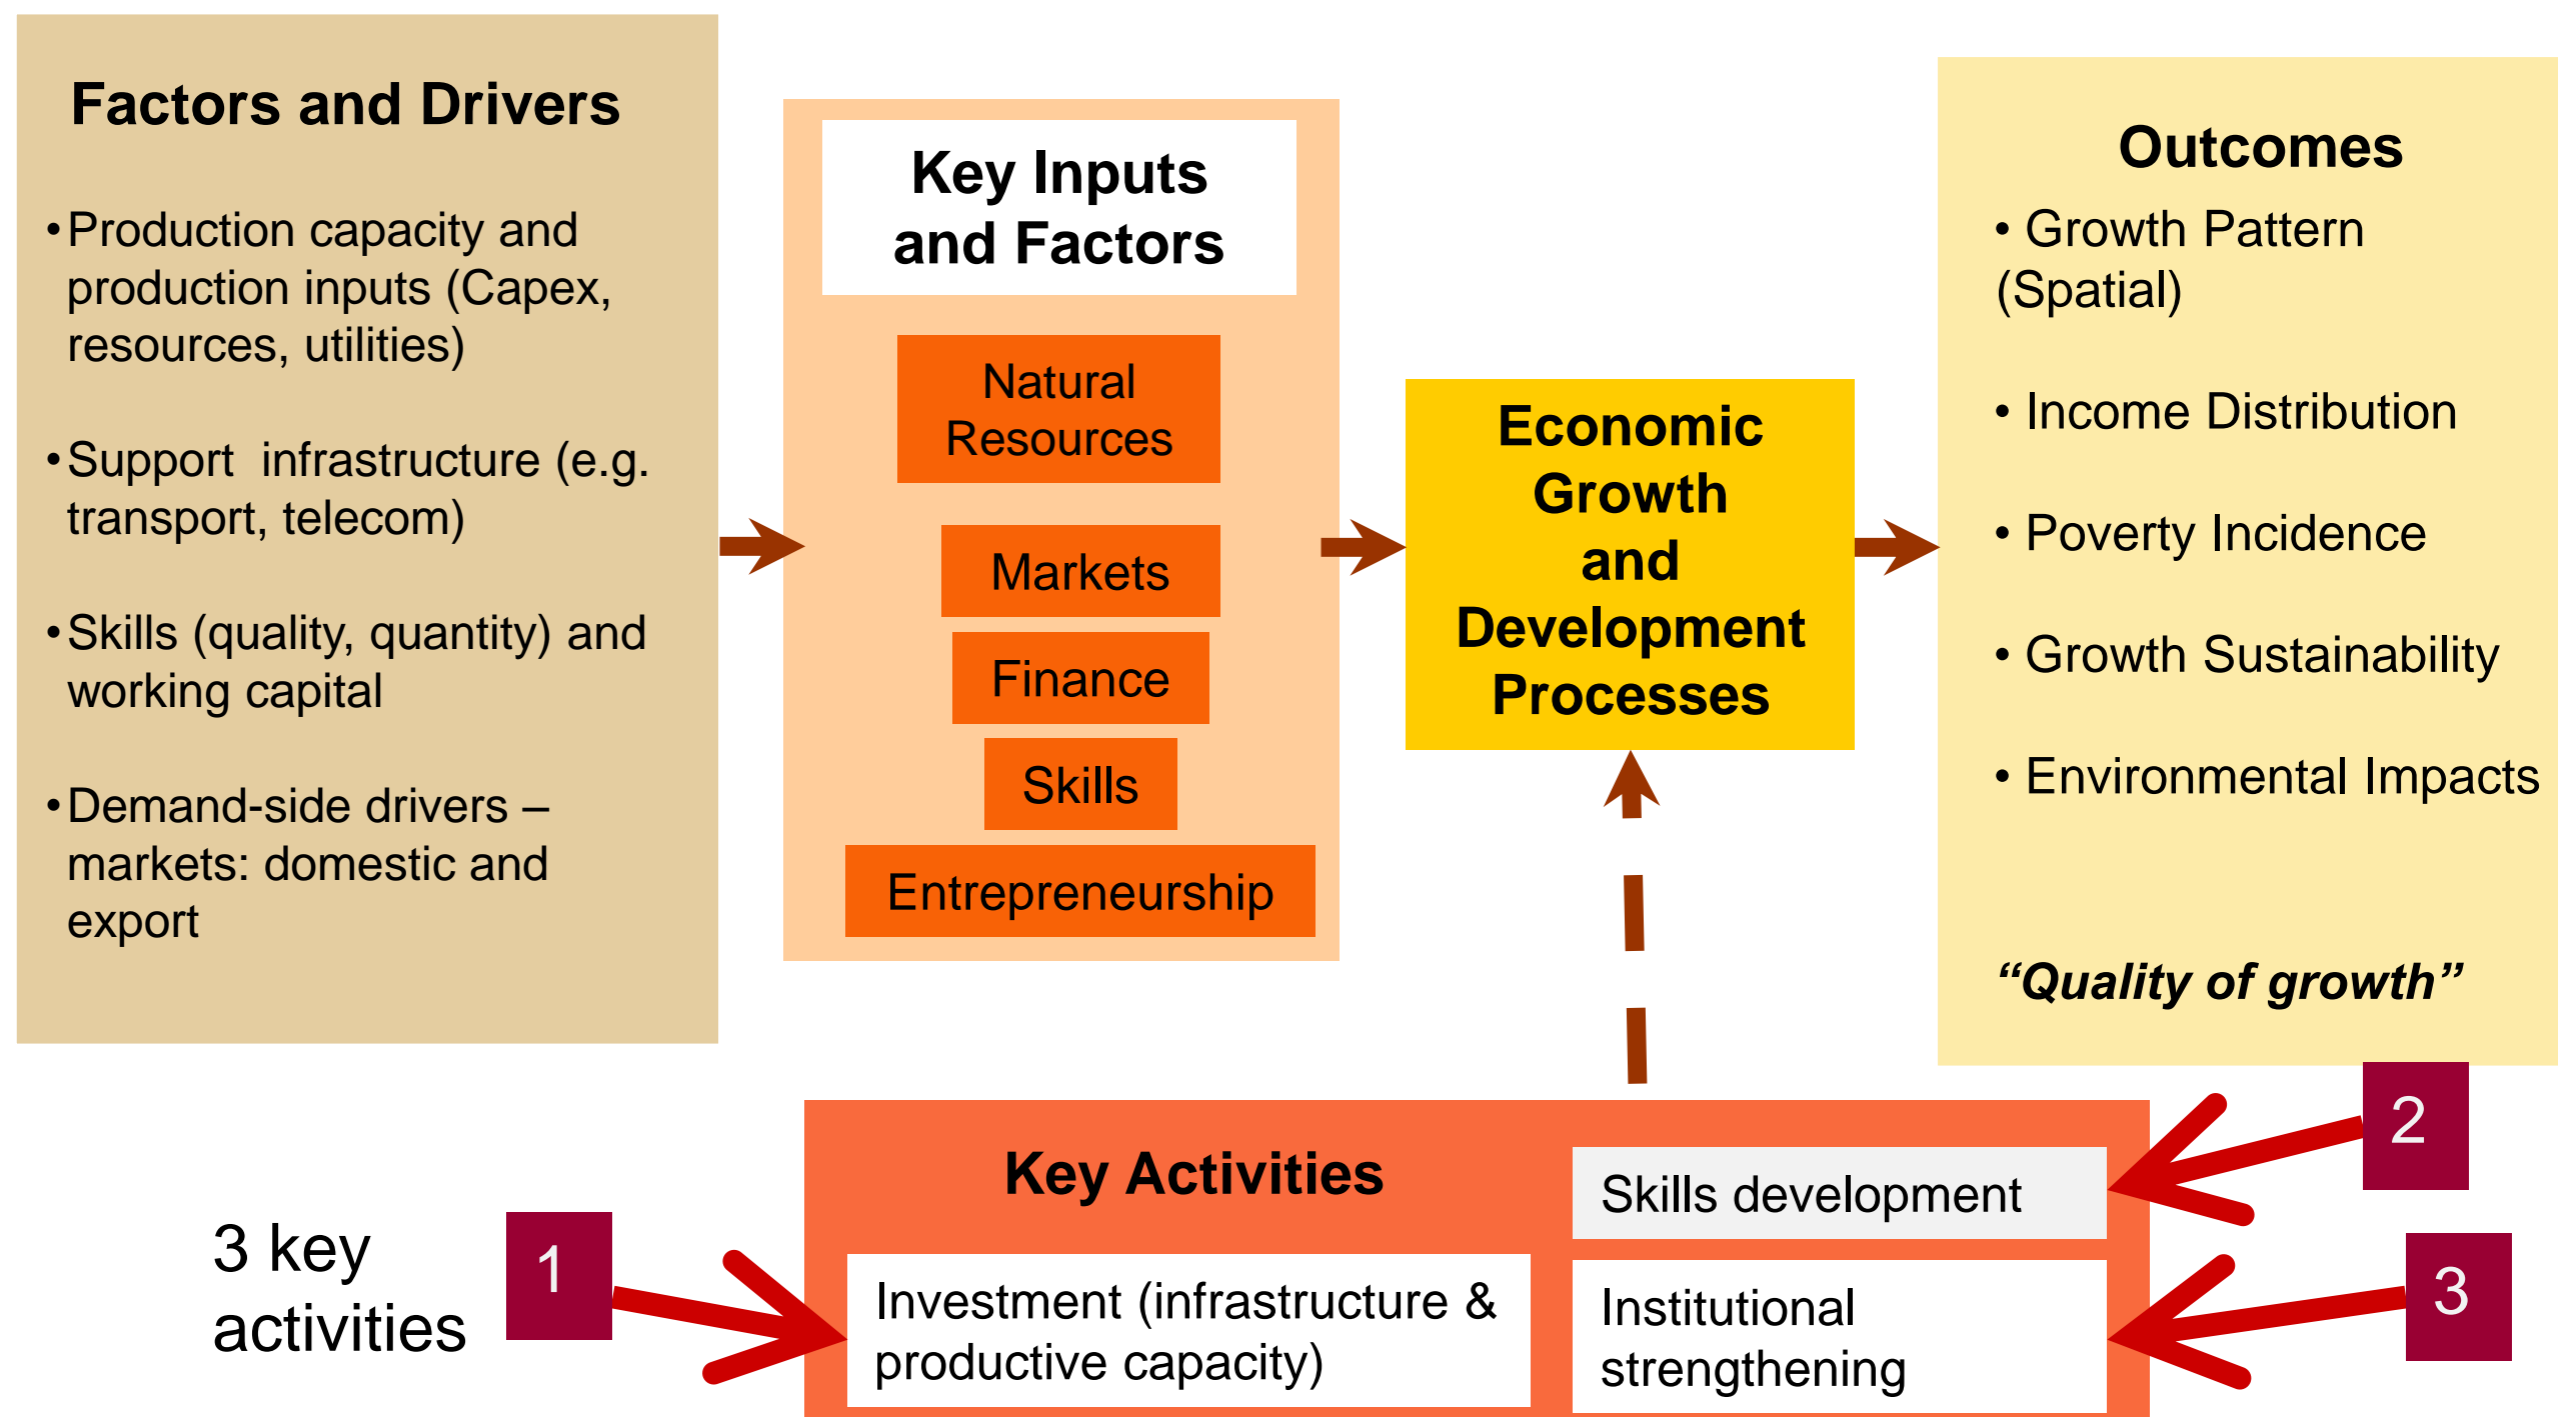 Factors and Drivers
•Production capacity and
production inputs (Capex,
resources, utilities)
•Support  infrastructure (e.g.
transport, telecom)
•Skills (quality, quantity) and
working capital
•Demand-side drivers –
markets: domestic and
export
Key Inputs
and Factors
Natural
Resources
Markets
Finance
Skills
Entrepreneurship
Economic
Growth
and
Development
Processes
Outcomes
• Growth Pattern
(Spatial)
• Income Distribution
• Poverty Incidence
• Growth Sustainability
• Environmental Impacts
“Quality of growth”
3 key
activities
1
Key Activities
Investment (infrastructure &
productive capacity)
Skills development
Institutional
strengthening
2
3